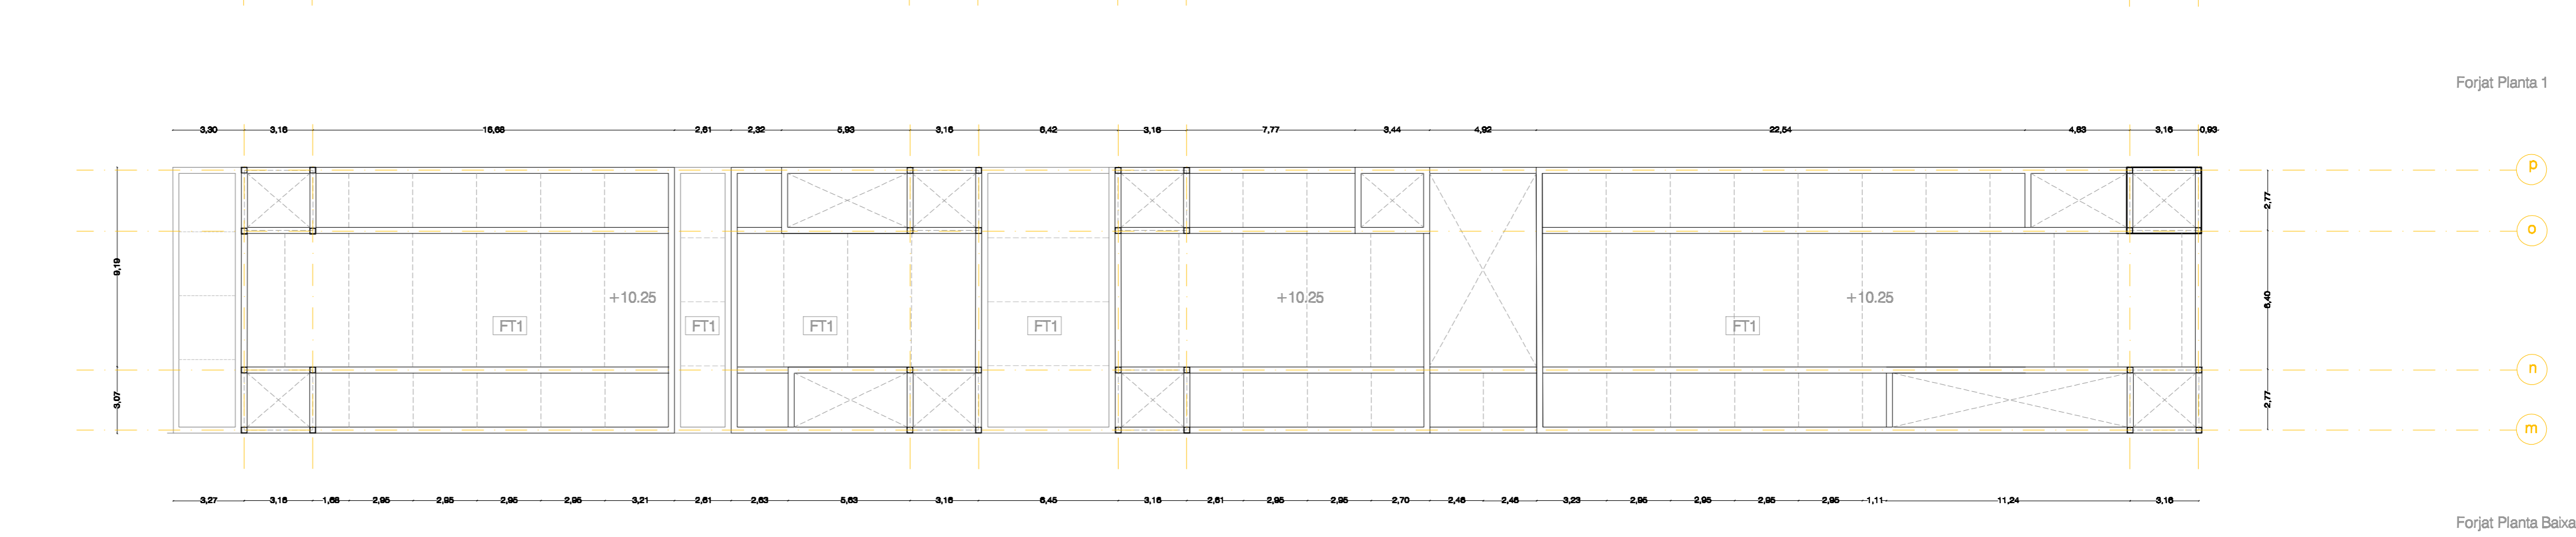 Forjat Planta 1
3,30 3,16 16,68 2,61 2,32 5,93 3,16 6,42 3,16 7,77 3,44 4,92 22,54 4,83 3,16 0,93
p
2,77
o
9,19
+10.25 +10.25 +10.25
6,40
FT1 FT1 FT1 FT1 FT1
n
3,07
2,77
m
3,27 3,16 1,68 2,95 2,95 2,95 2,95 3,21 2,61 2,63 5,63 3,16 6,45 3,16 2,61 2,95 2,95 2,70 2,46 2,46 3,23 2,95 2,95 2,95 2,95 1,11 11,24 3,16
Forjat Planta Baixa